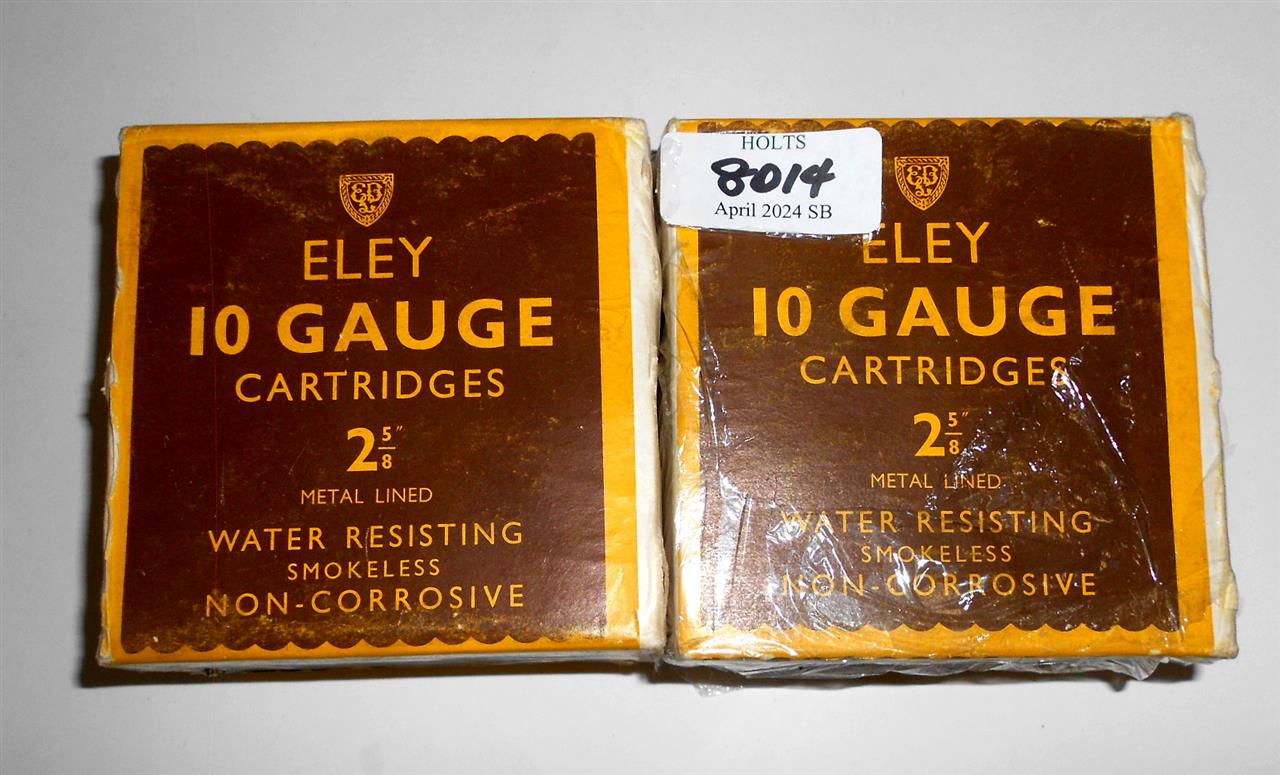 ELEY
10 GAUGE
CARTRIDGES
2 5/8"
METAL LINED
WATER RESISTING
SMOKELESS
NON-CORROSIVE
HOLTS
8014
April 2024 SB
ELEY
10 GAUGE
CARTRIDGES
2 5/8"
METAL LINED
WATER RESISTING
SMOKELESS
NON-CORROSIVE